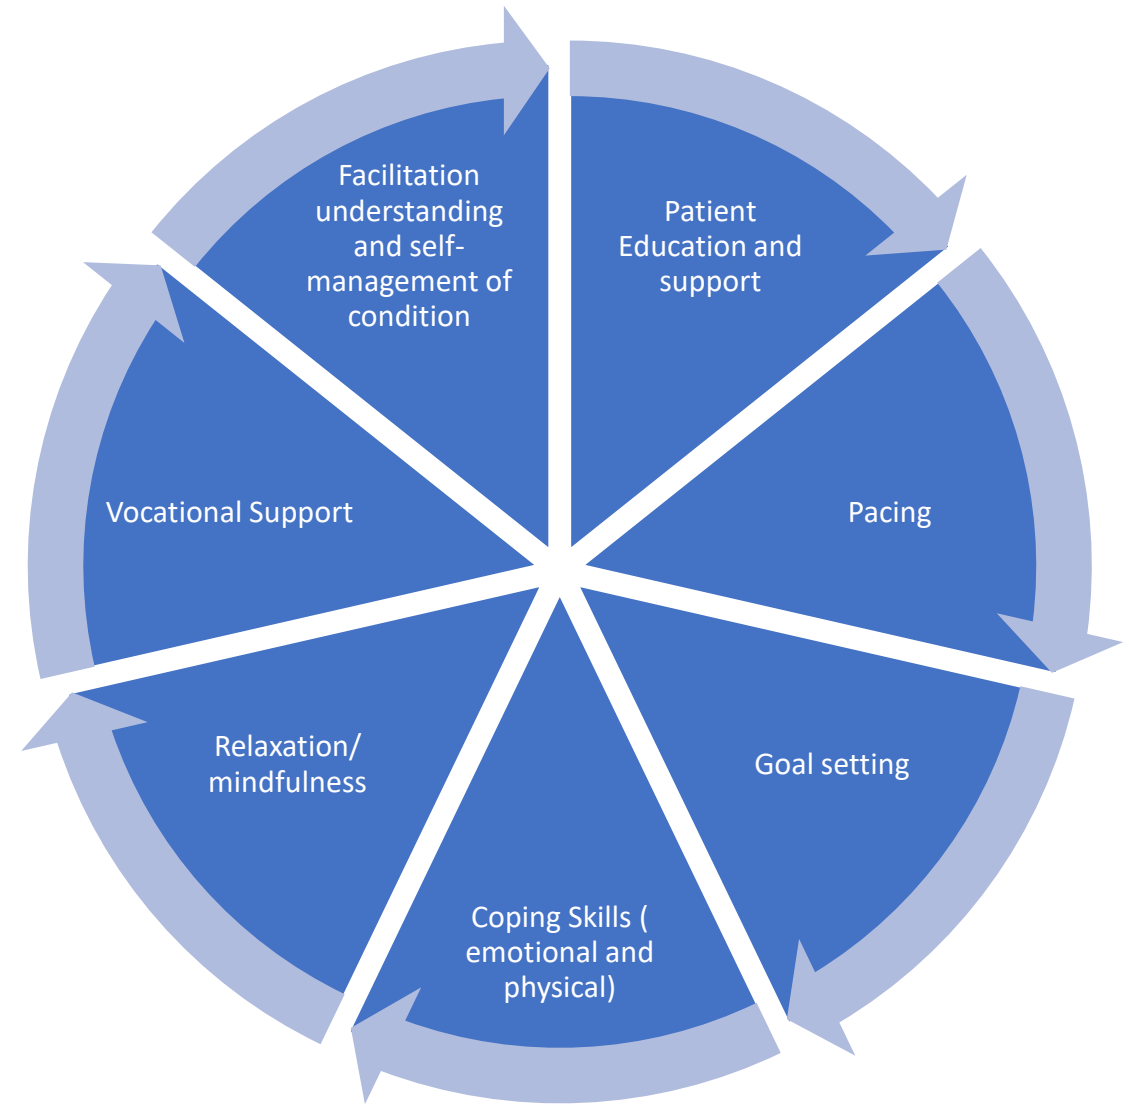 Patient
Education and
support
Pacing
Goal setting
Coping Skills (
emotional and
physical)
Relaxation/
mindfulness
Vocational Support
Facilitation
understanding
and self-
management of
condition